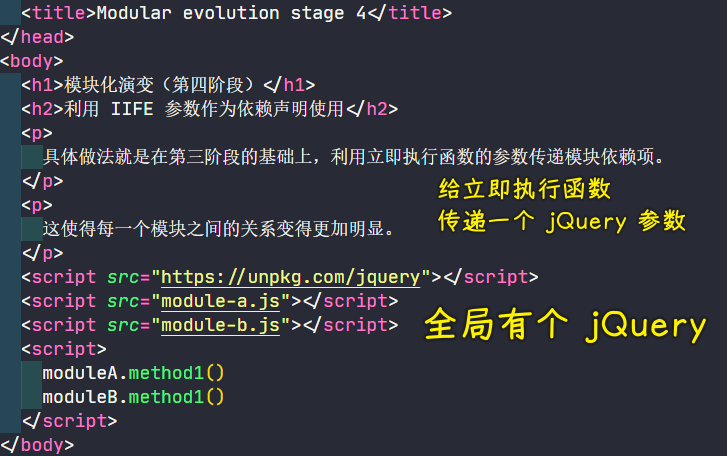 <title>Modular evolution stage 4</title>
</head>
<body>
<h1>模块化演变（第四阶段）</h1>
<h2>利用 IIFE 参数作为依赖声明使用</h2>
<p>
具体做法就是在第三阶段的基础上，利用立即执行函数的参数传递模块依赖项。
</p>
<p>
给立即执行函数
传递一个 jQuery 参数
这使得每一个模块之间的关系变得更加明显。
</p>
<script src="https://unpkg.com/jquery"></script>
<script src="module-a.js"></script>
<script src="module-b.js"></script>
全局有个 jQuery
<script>
moduleA.method1()
moduleB.method1()
</script>
</body>